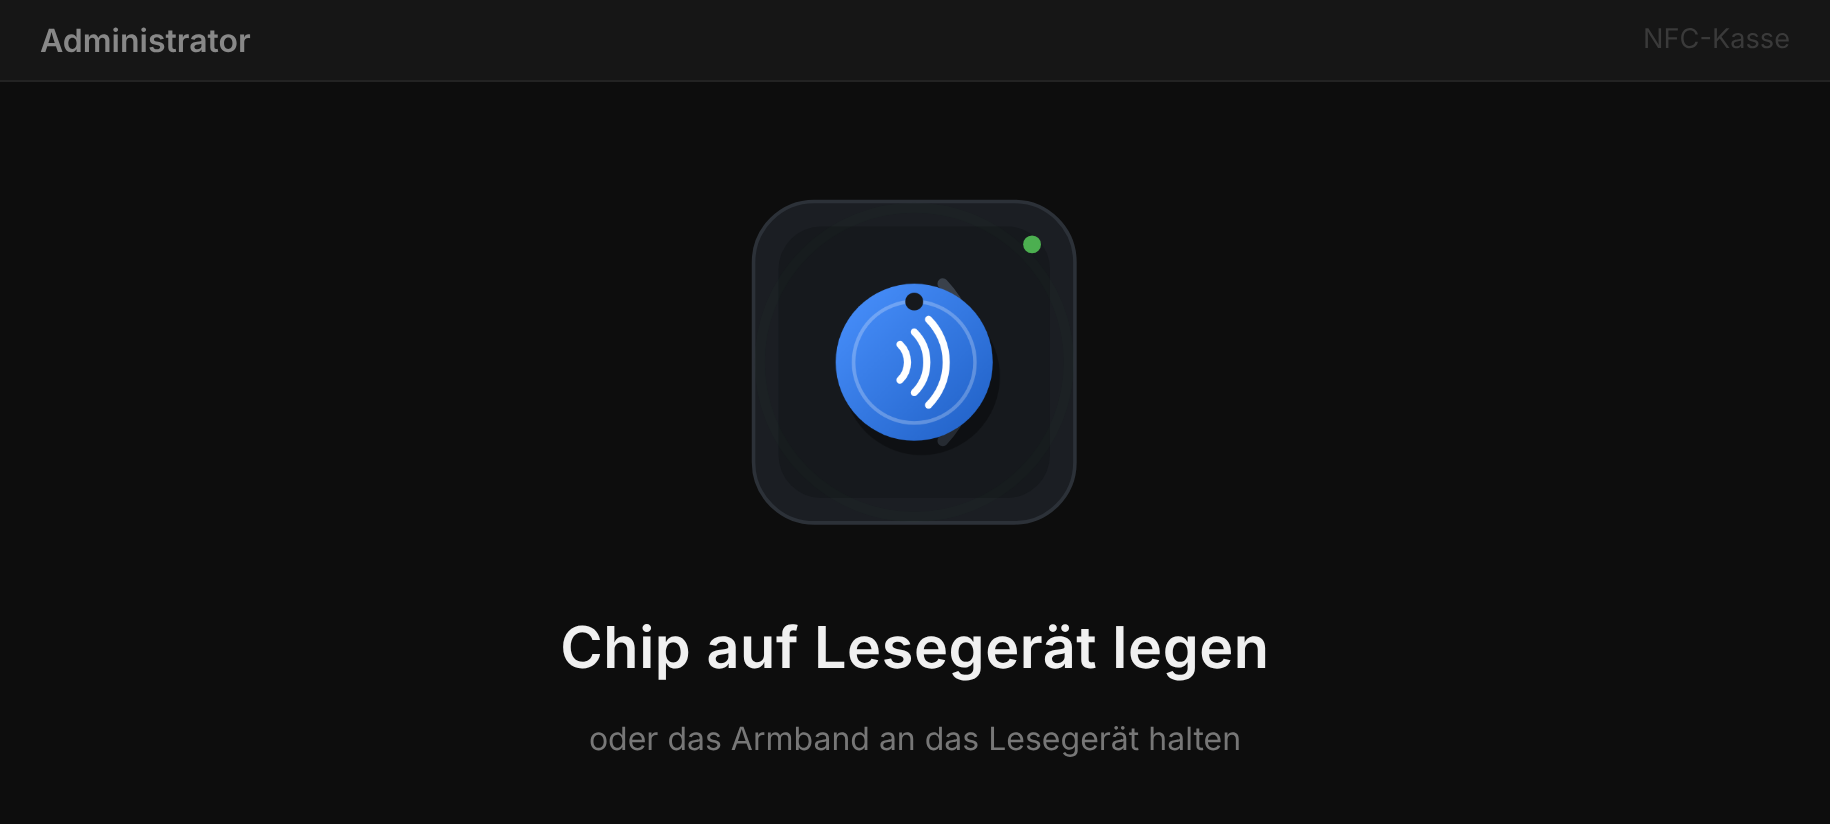 Administrator
NFC-Kasse
Chip auf Lesegerät legen
oder das Armband an das Lesegerät halten